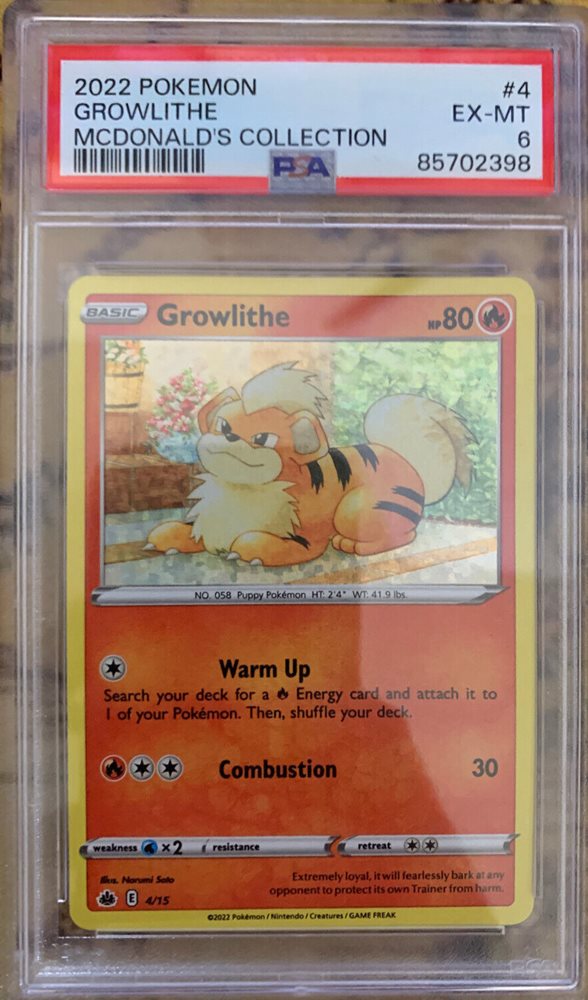 2022 POKEMON #4
GROWLITHE EX-MT
MCDONALD'S COLLECTION 6
PSA 85702398
BASIC Growlithe HP80
NO. 058 Puppy Pokémon HT: 2'4" WT: 41.9 lbs.
Warm Up
Search your deck for a Energy card and attach it to
1 of your Pokémon. Then, shuffle your deck.
Combustion 30
weakness ×2 resistance retreat
Illus. Narumi Sato
Extremely loyal, it will fearlessly bark at any
opponent to protect its own Trainer from harm.
E 4/15
©2022 Pokémon / Nintendo / Creatures / GAME FREAK